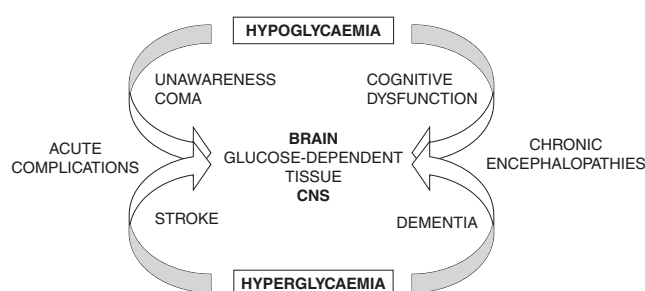 HYPOGLYCAEMIA
UNAWARENESS
COMA
COGNITIVE
DYSFUNCTION
ACUTE
COMPLICATIONS
BRAIN
GLUCOSE-DEPENDENT
TISSUE
CNS
CHRONIC
ENCEPHALOPATHIES
STROKE
DEMENTIA
HYPERGLYCAEMIA